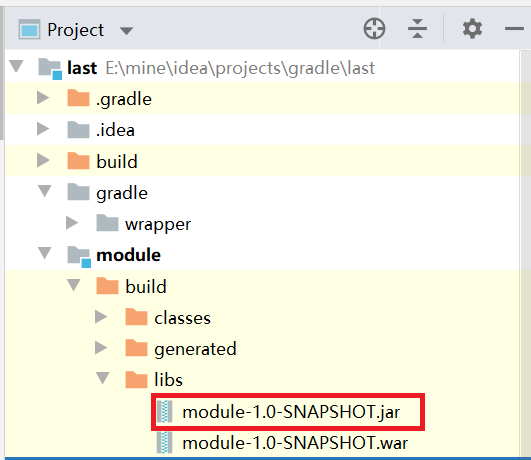 Project
last E:\mine\idea\projects\gradle\last
.gradle
.idea
build
gradle
wrapper
module
build
classes
generated
libs
module-1.0-SNAPSHOT.jar
module-1.0-SNAPSHOT.war